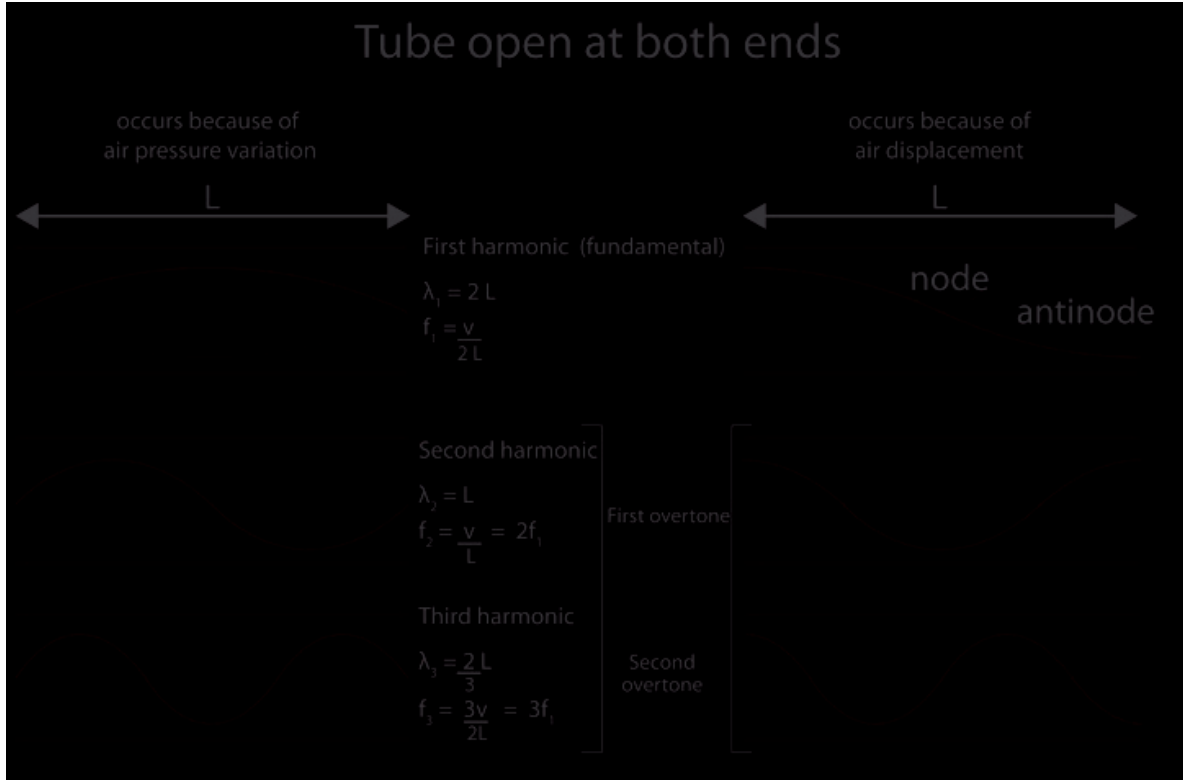 Tube open at both ends
occurs because of
air pressure variation
L
occurs because of
air displacement
L
First harmonic (fundamental)
λ₁ = 2 L
f₁ = v
2 L
node
antinode
Second harmonic
λ₂ = L
f₂ = v = 2f₁
L
First overtone
Third harmonic
λ₃ = 2 L
3
f₃ = 3v = 3f₁
2L
Second
overtone